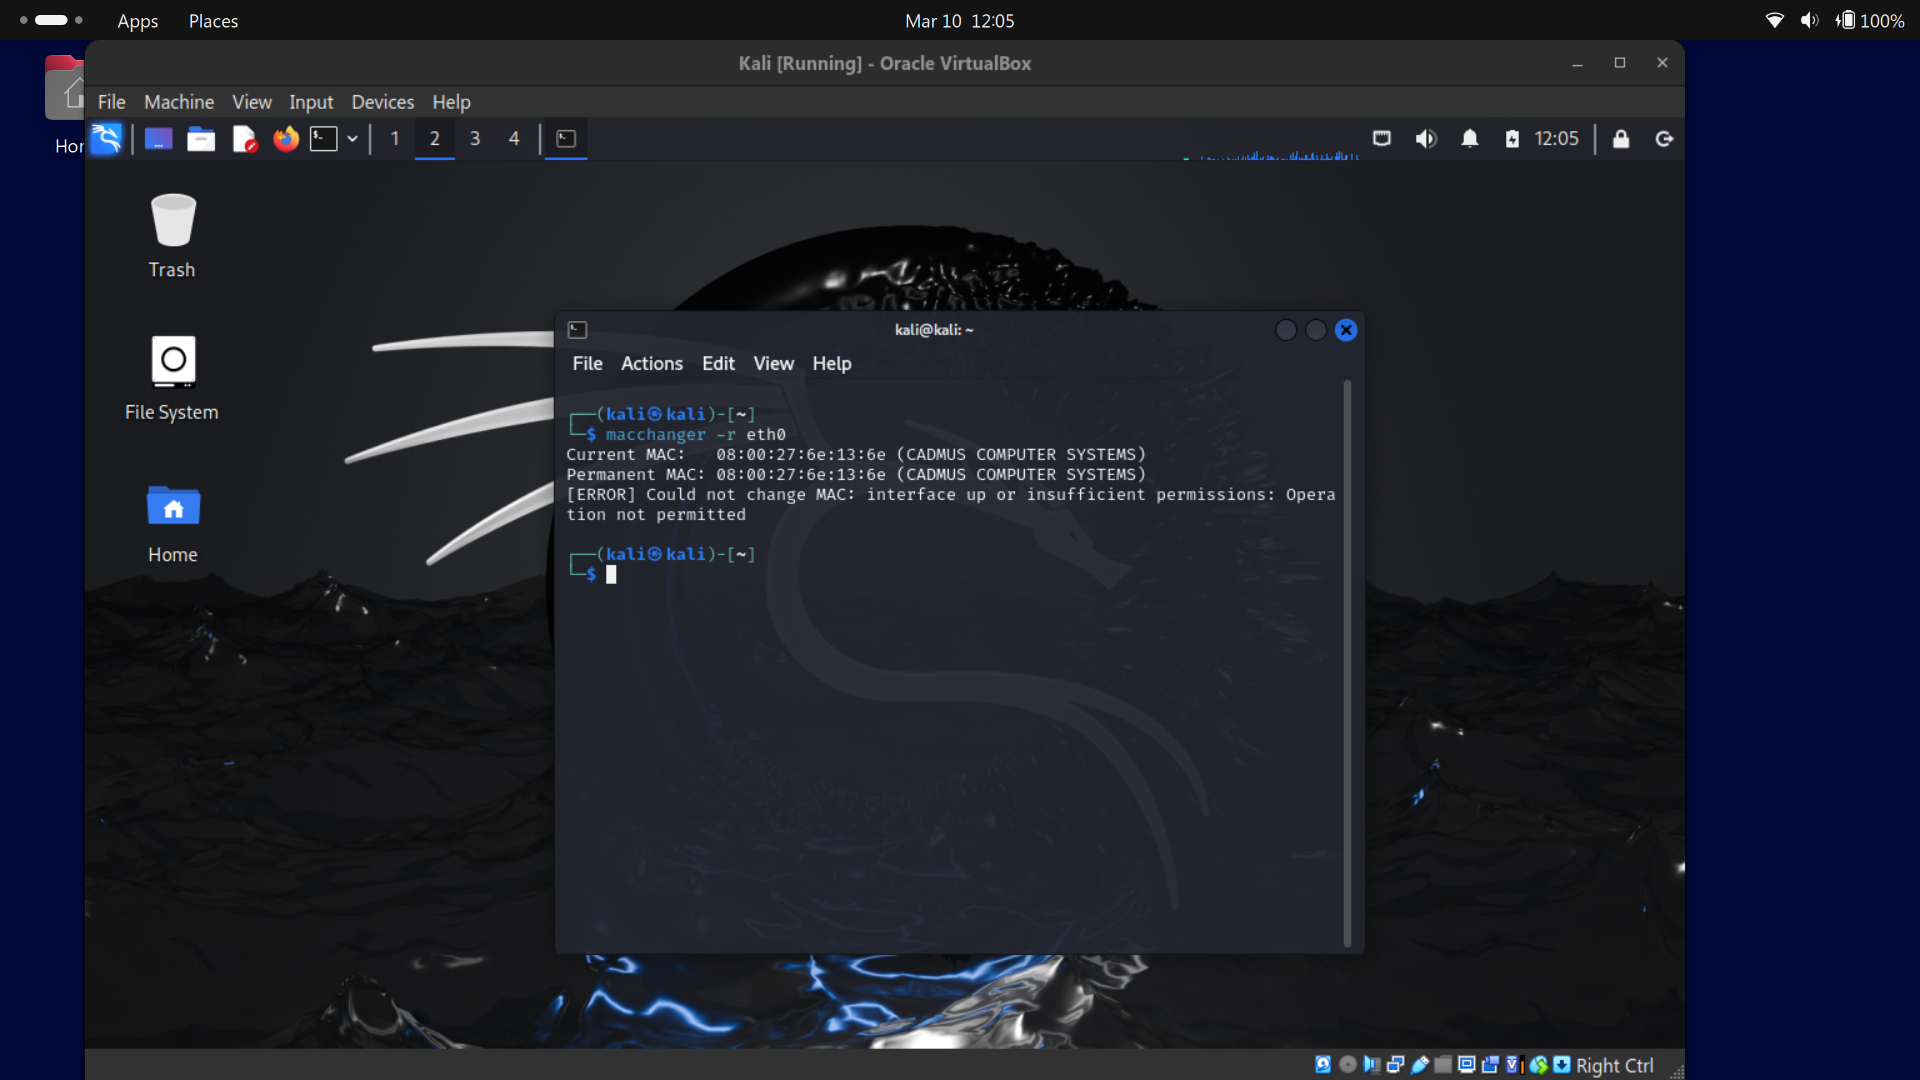 Apps Places Mar 10 12:05 100%
Kali [Running] - Oracle VirtualBox
File Machine View Input Devices Help
1 2 3 4 12:05
Hor
Trash
File System
Home
kali@kali: ~
File Actions Edit View Help
┌──(kali㉿kali)-[~]
└─$ macchanger -r eth0
Current MAC:   08:00:27:6e:13:6e (CADMUS COMPUTER SYSTEMS)
Permanent MAC: 08:00:27:6e:13:6e (CADMUS COMPUTER SYSTEMS)
[ERROR] Could not change MAC: interface up or insufficient permissions: Opera
tion not permitted
┌──(kali㉿kali)-[~]
└─$
Right Ctrl